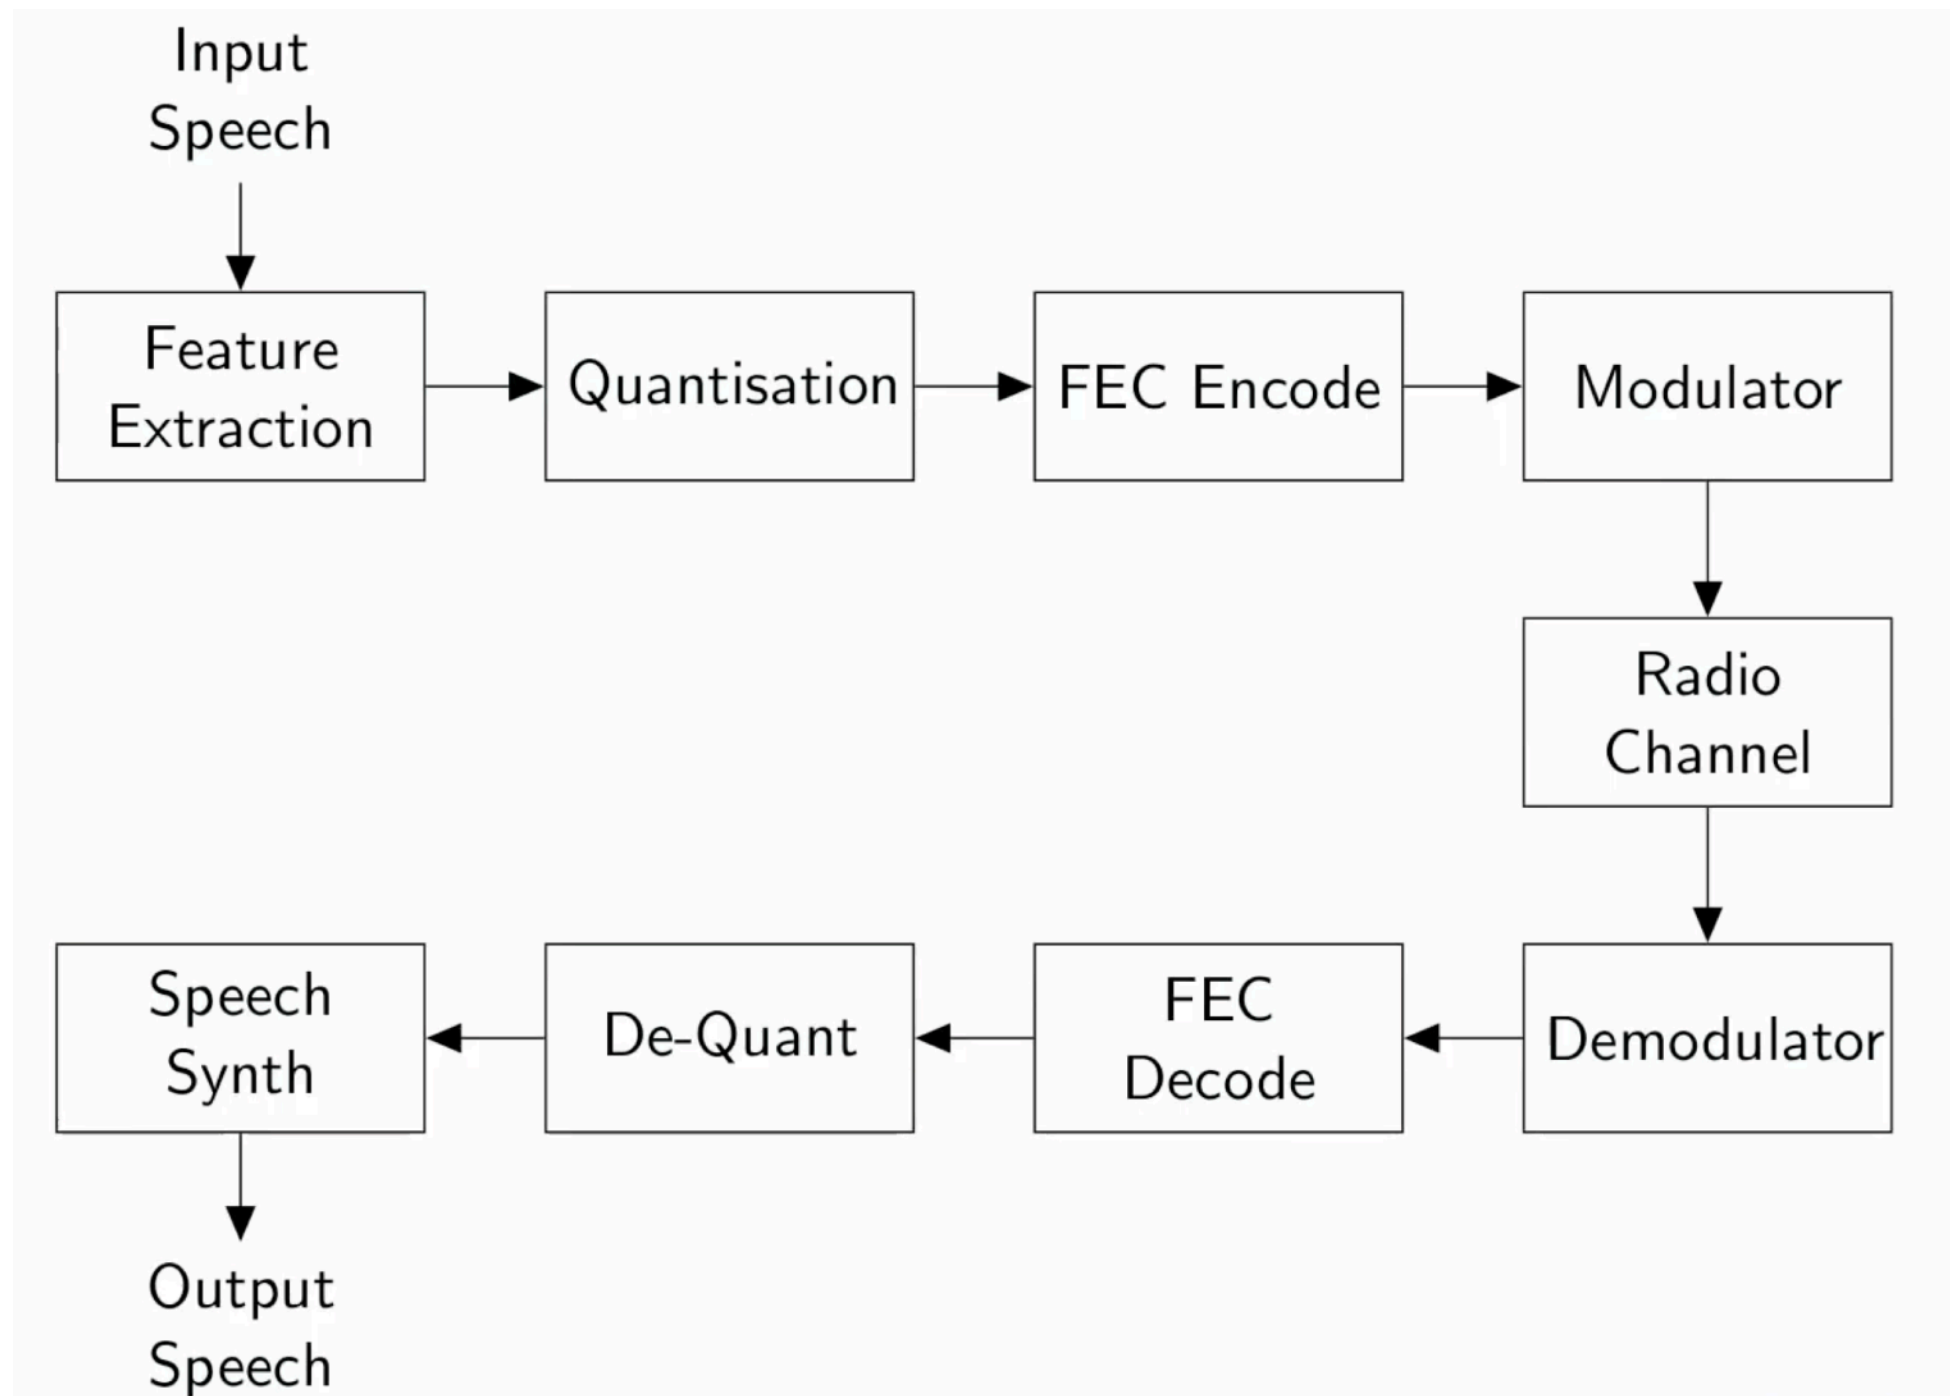 Input
Speech
Feature
Extraction
Quantisation
FEC Encode
Modulator
Radio
Channel
Demodulator
FEC
Decode
De-Quant
Speech
Synth
Output
Speech